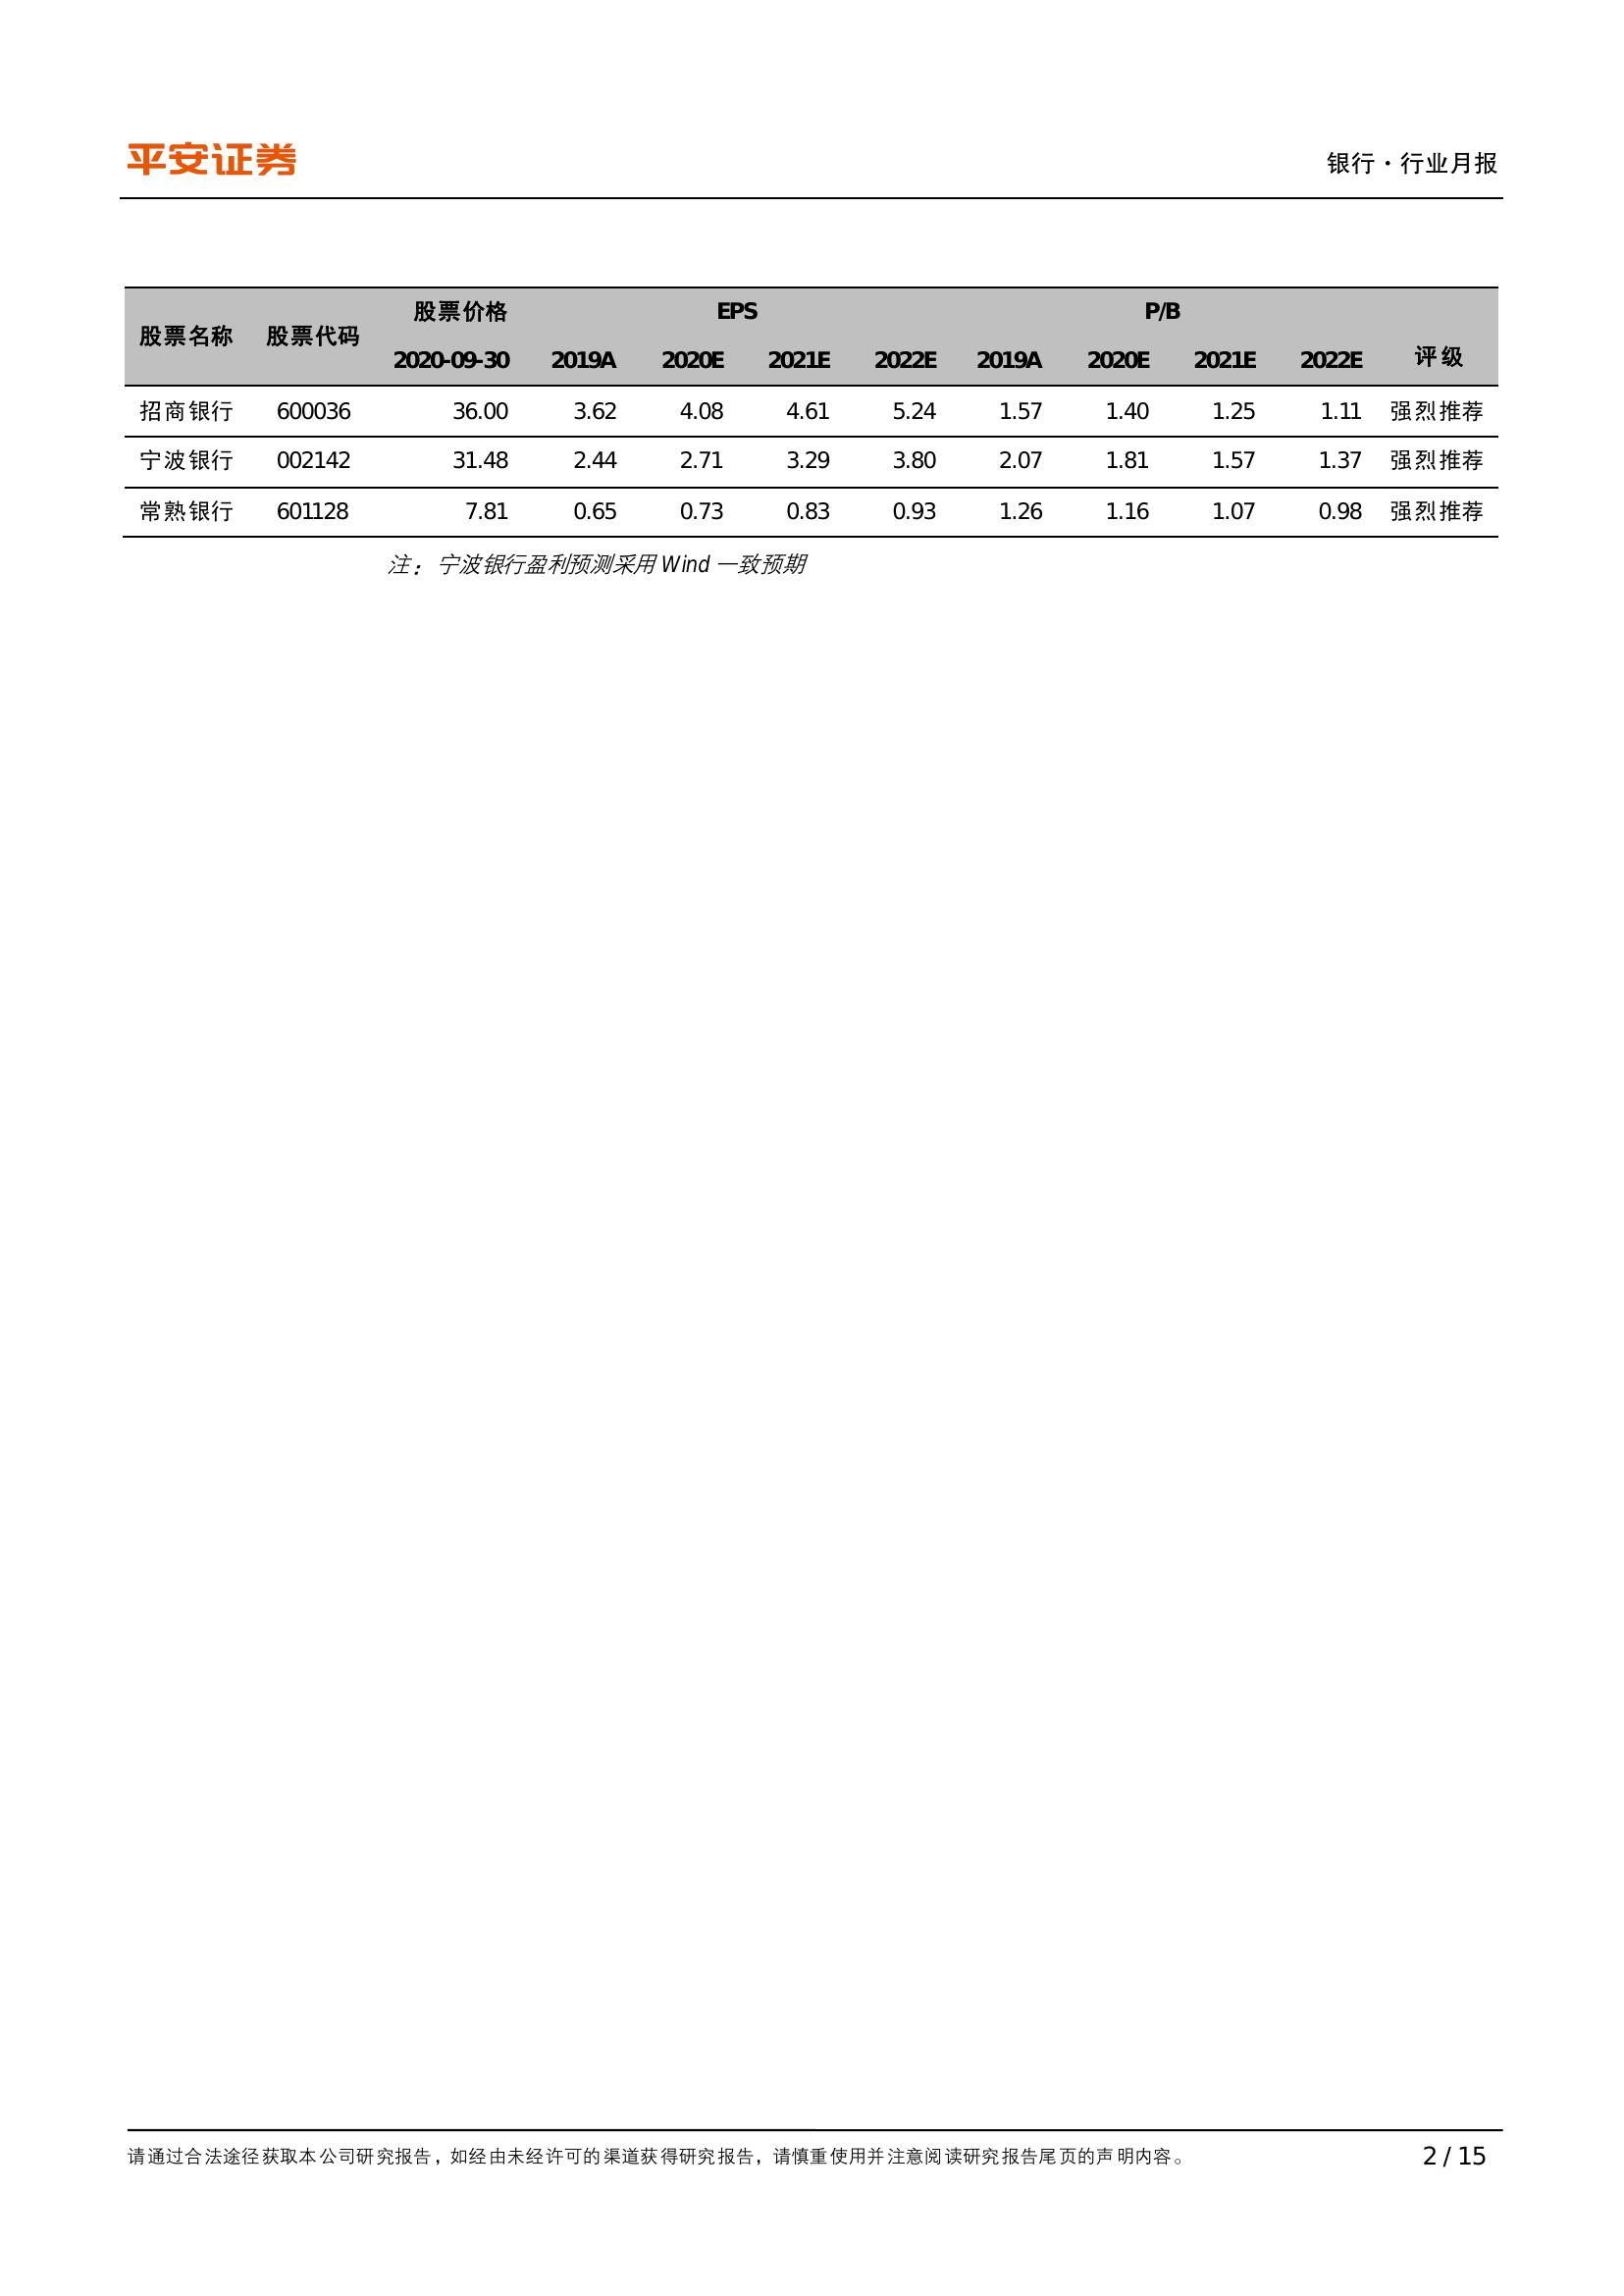 平安证券
银行·行业月报
股票名称 股票代码 股票价格 EPS P/B 评级
2020-09-30 2019A 2020E 2021E 2022E 2019A 2020E 2021E 2022E
招商银行 600036 36.00 3.62 4.08 4.61 5.24 1.57 1.40 1.25 1.11 强烈推荐
宁波银行 002142 31.48 2.44 2.71 3.29 3.80 2.07 1.81 1.57 1.37 强烈推荐
常熟银行 601128 7.81 0.65 0.73 0.83 0.93 1.26 1.16 1.07 0.98 强烈推荐
注：宁波银行盈利预测采用 Wind 一致预期
请通过合法途径获取本公司研究报告，如经由未经许可的渠道获得研究报告，请慎重使用并注意阅读研究报告尾页的声明内容。 2 / 15